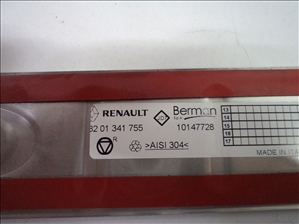 RENAULT
Berman
82 01 341 755
10147728
R
>AISI 304<
13
14
15
16
17
MADE IN